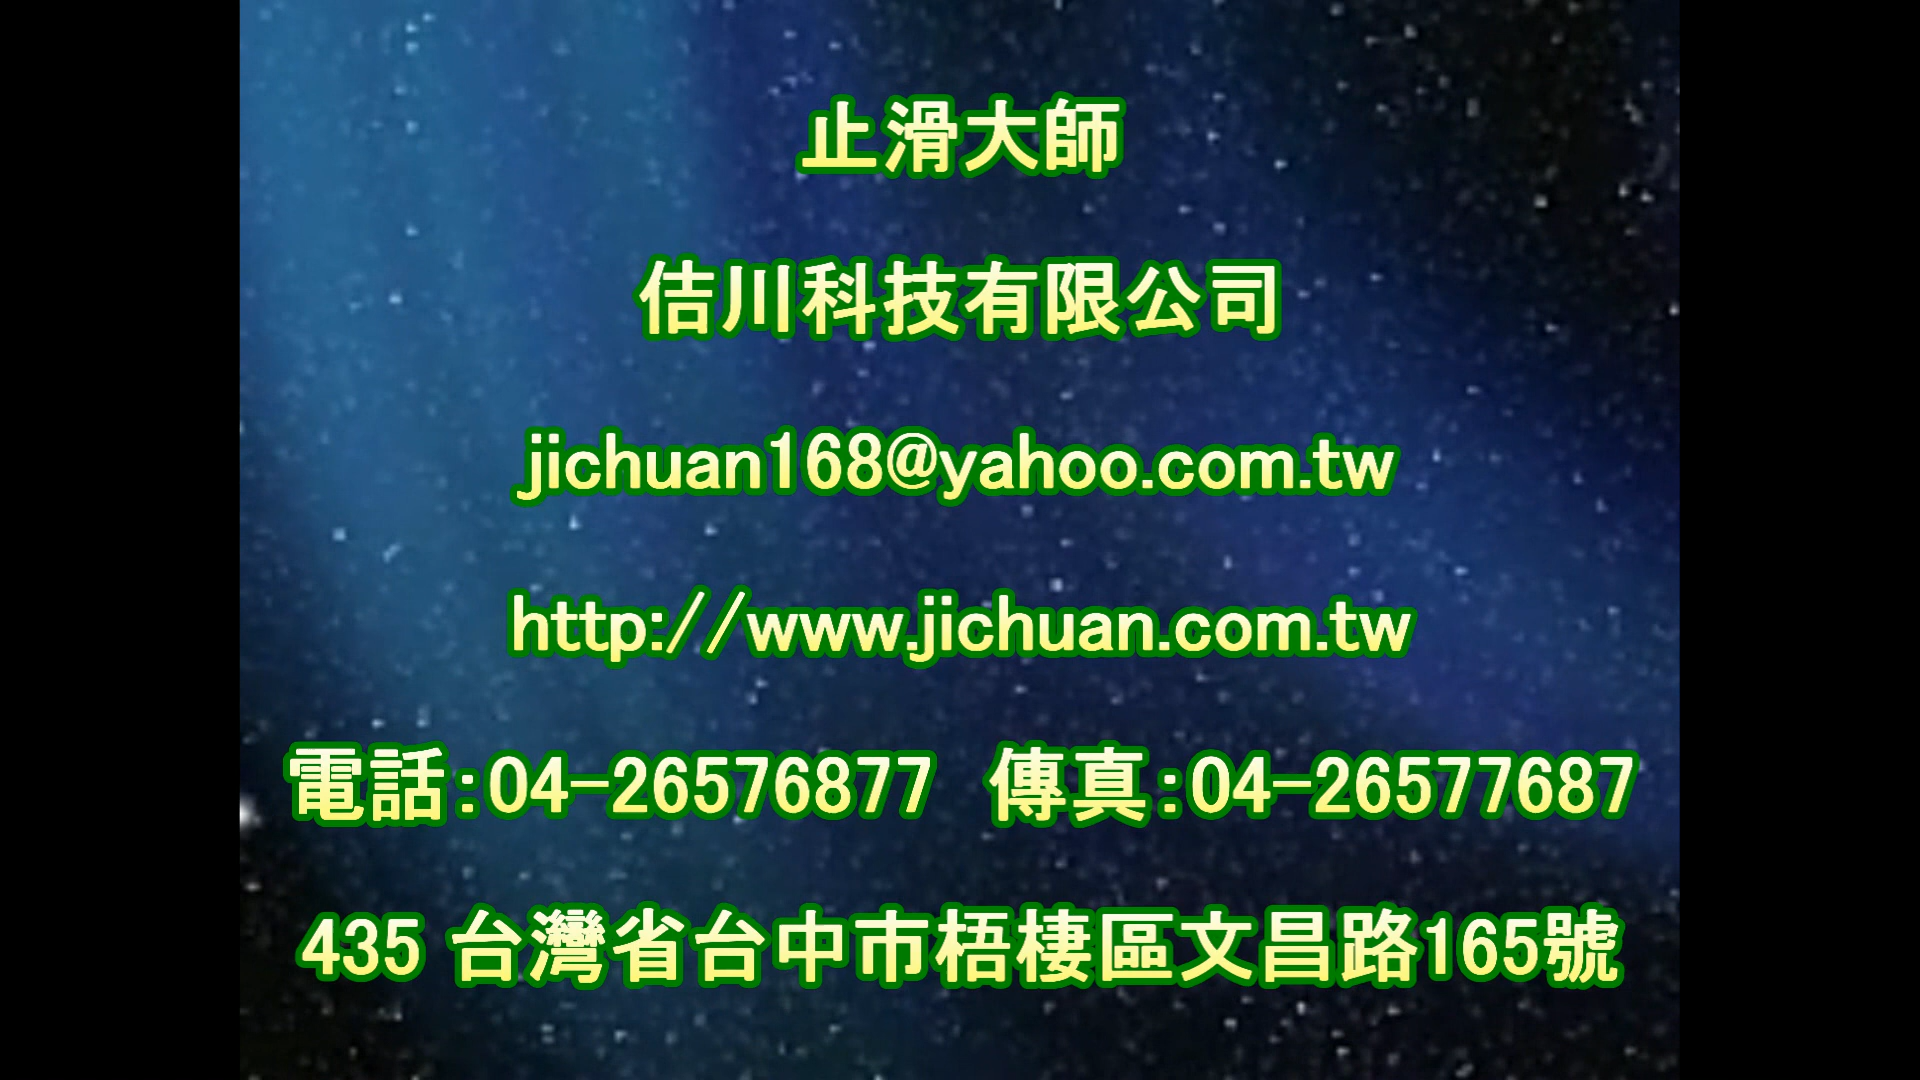 止滑大師
佶川科技有限公司
jichuan168@yahoo.com.tw
http://www.jichuan.com.tw
電話:04-26576877 傳真:04-26577687
435 台灣省台中市梧棲區文昌路165號